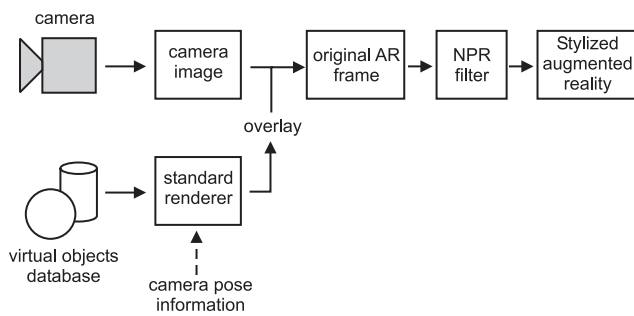 camera
camera
image
original AR
frame
NPR
filter
Stylized
augmented
reality
overlay
standard
renderer
virtual objects
database
camera pose
information